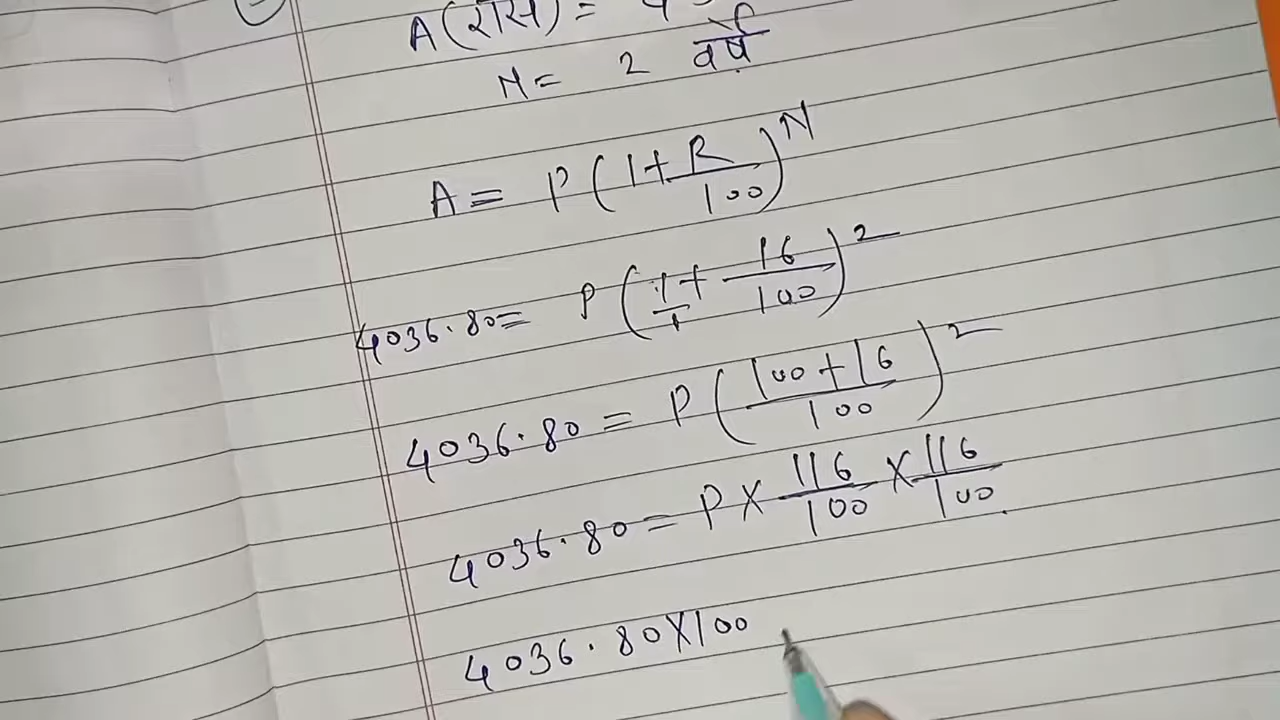 A (रास) =
N = 2 वर्ष
A = P ( 1 + R/100 )^N
4036.80 = P ( 1/1 + 16/100 )^2
4036.80 = P ( 100 + 16/100 )^2
4036.80 = P × 116/100 × 116/100
4036.80 × 100